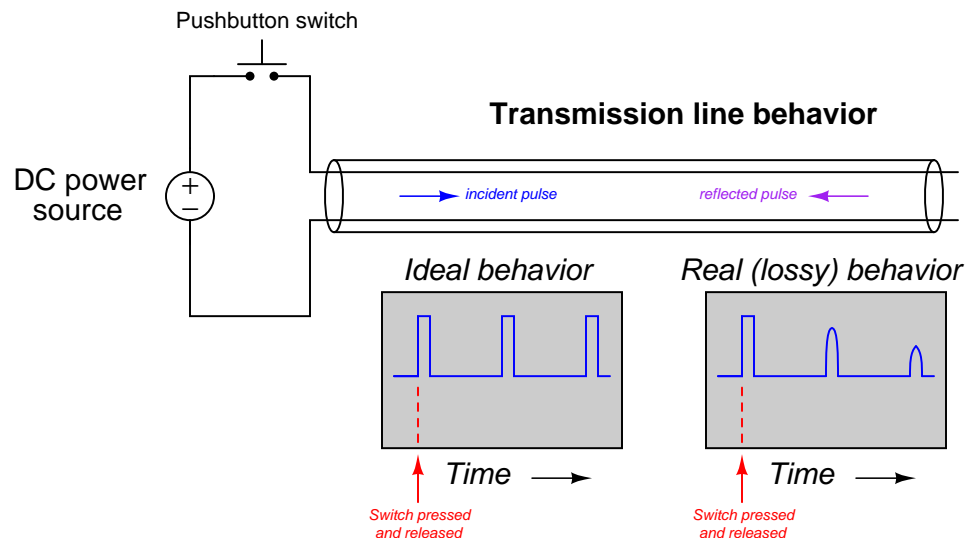 Pushbutton switch
Transmission line behavior
DC power
source
+
−
incident pulse
reflected pulse
Ideal behavior
Real (lossy) behavior
Time
Time
Switch pressed
and released
Switch pressed
and released